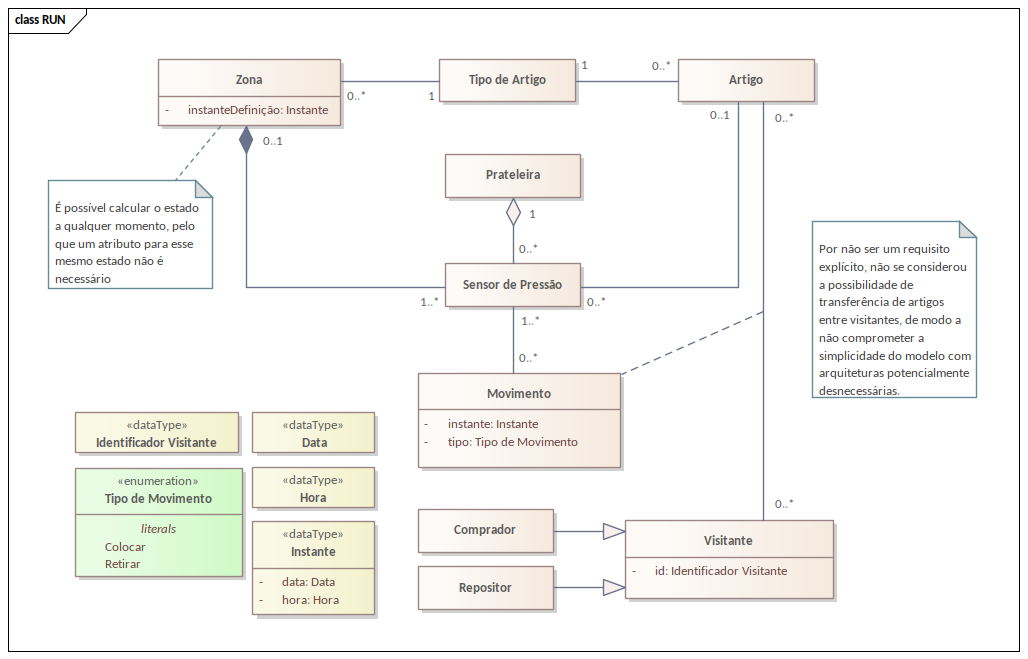 class RUN
Zona
- instanteDefinição: Instante
0..*
1
Tipo de Artigo
1
0..*
Artigo
0..1
0..1
0..*
Prateleira
1
0..*
É possível calcular o estado
a qualquer momento, pelo
que um atributo para esse
mesmo estado não é
necessário
Sensor de Pressão
1..*
0..*
1..*
0..*
Por não ser um requisito
explícito, não se considerou
a possibilidade de
transferência de artigos
entre visitantes, de modo a
não comprometer a
simplicidade do modelo com
arquiteturas potencialmente
desnecessárias.
Movimento
- instante: Instante
- tipo: Tipo de Movimento
«dataType»
Identificador Visitante
«dataType»
Data
«enumeration»
Tipo de Movimento
literals
Colocar
Retirar
«dataType»
Hora
«dataType»
Instante
- data: Data
- hora: Hora
Comprador
Repositor
0..*
Visitante
- id: Identificador Visitante